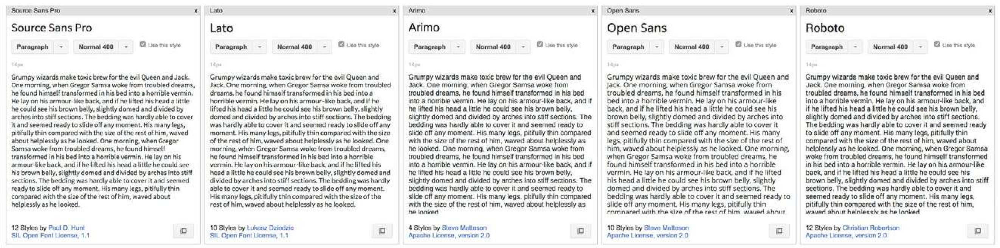 Source Sans Pro x
Source Sans Pro
Paragraph Normal 400 Use this style
14px
Grumpy wizards make toxic brew for the evil Queen and Jack.
One morning, when Gregor Samsa woke from troubled dreams,
he found himself transformed in his bed into a horrible vermin.
He lay on his armour-like back, and if he lifted his head a little
he could see his brown belly, slightly domed and divided by
arches into stiff sections. The bedding was hardly able to cover
it and seemed ready to slide off any moment. His many legs,
pitifully thin compared with the size of the rest of him, waved
about helplessly as he looked. One morning, when Gregor
Samsa woke from troubled dreams, he found himself
transformed in his bed into a horrible vermin. He lay on his
armour-like back, and if he lifted his head a little he could see
his brown belly, slightly domed and divided by arches into stiff
sections. The bedding was hardly able to cover it and seemed
ready to slide off any moment. His many legs, pitifully thin
compared with the size of the rest of him, waved about
helplessly as he looked.
12 Styles by Paul D. Hunt
SIL Open Font License, 1.1
Lato x
Lato
Paragraph Normal 400 Use this style
14px
Grumpy wizards make toxic brew for the evil Queen and
Jack. One morning, when Gregor Samsa woke from troubled
dreams, he found himself transformed in his bed into a
horrible vermin. He lay on his armour-like back, and if he
lifted his head a little he could see his brown belly, slightly
domed and divided by arches into stiff sections. The bedding
was hardly able to cover it and seemed ready to slide off any
moment. His many legs, pitifully thin compared with the size
of the rest of him, waved about helplessly as he looked. One
morning, when Gregor Samsa woke from troubled dreams,
he found himself transformed in his bed into a horrible
vermin. He lay on his armour-like back, and if he lifted his
head a little he could see his brown belly, slightly domed and
divided by arches into stiff sections. The bedding was hardly
able to cover it and seemed ready to slide off any moment.
His many legs, pitifully thin compared with the size of the
rest of him, waved about helplessly as he looked.
10 Styles by Łukasz Dziedzic
SIL Open Font License, 1.1
Arimo x
Arimo
Paragraph Normal 400 Use this style
14px
Grumpy wizards make toxic brew for the evil Queen and
Jack. One morning, when Gregor Samsa woke from
troubled dreams, he found himself transformed in his bed
into a horrible vermin. He lay on his armour-like back, and if
he lifted his head a little he could see his brown belly,
slightly domed and divided by arches into stiff sections. The
bedding was hardly able to cover it and seemed ready to
slide off any moment. His many legs, pitifully thin compared
with the size of the rest of him, waved about helplessly as
he looked. One morning, when Gregor Samsa woke from
troubled dreams, he found himself transformed in his bed
into a horrible vermin. He lay on his armour-like back, and if
he lifted his head a little he could see his brown belly,
slightly domed and divided by arches into stiff sections. The
bedding was hardly able to cover it and seemed ready to
slide off any moment. His many legs, pitifully thin compared
with the size of the rest of him, waved about helplessly as
he looked
4 Styles by Steve Matteson
Apache License, version 2.0
Open Sans x
Open Sans
Paragraph Normal 400 Use this style
14px
Grumpy wizards make toxic brew for the evil Queen and
Jack. One morning, when Gregor Samsa woke from
troubled dreams, he found himself transformed in his
bed into a horrible vermin. He lay on his armour-like
back, and if he lifted his head a little he could see his
brown belly, slightly domed and divided by arches into
stiff sections. The bedding was hardly able to cover it
and seemed ready to slide off any moment. His many
legs, pitifully thin compared with the size of the rest of
him, waved about helplessly as he looked. One morning,
when Gregor Samsa woke from troubled dreams, he
found himself transformed in his bed into a horrible
vermin. He lay on his armour-like back, and if he lifted
his head a little he could see his brown belly, slightly
domed and divided by arches into stiff sections. The
bedding was hardly able to cover it and seemed ready to
slide off any moment. His many legs, pitifully thin
compared with the size of the rest of him, waved about
10 Styles by Steve Matteson
Apache License, version 2.0
Roboto x
Roboto
Paragraph Normal 400 Use this style
14px
Grumpy wizards make toxic brew for the evil Queen and
Jack. One morning, when Gregor Samsa woke from
troubled dreams, he found himself transformed in his bed
into a horrible vermin. He lay on his armour-like back, and
if he lifted his head a little he could see his brown belly,
slightly domed and divided by arches into stiff sections.
The bedding was hardly able to cover it and seemed ready
to slide off any moment. His many legs, pitifully thin
compared with the size of the rest of him, waved about
helplessly as he looked. One morning, when Gregor Samsa
woke from troubled dreams, he found himself transformed
in his bed into a horrible vermin. He lay on his armour-like
back, and if he lifted his head a little he could see his
brown belly, slightly domed and divided by arches into stiff
sections. The bedding was hardly able to cover it and
seemed ready to slide off any moment. His many legs,
pitifully thin compared with the size of the rest of him,
waved about helplessly as he looked
12 Styles by Christian Robertson
Apache License, version 2.0